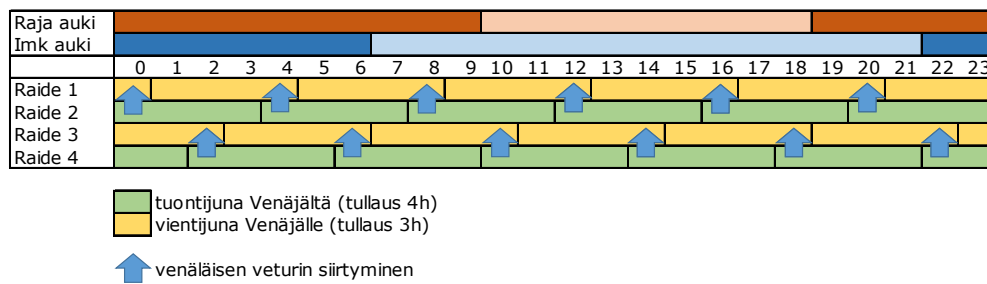 Raja auki
Imk auki
0 1 2 3 4 5 6 7 8 9 10 11 12 13 14 15 16 17 18 19 20 21 22 23
Raide 1
Raide 2
Raide 3
Raide 4
tuontijuna Venäjältä (tullaus 4h)
vientijuna Venäjälle (tullaus 3h)
venäläisen veturin siirtyminen